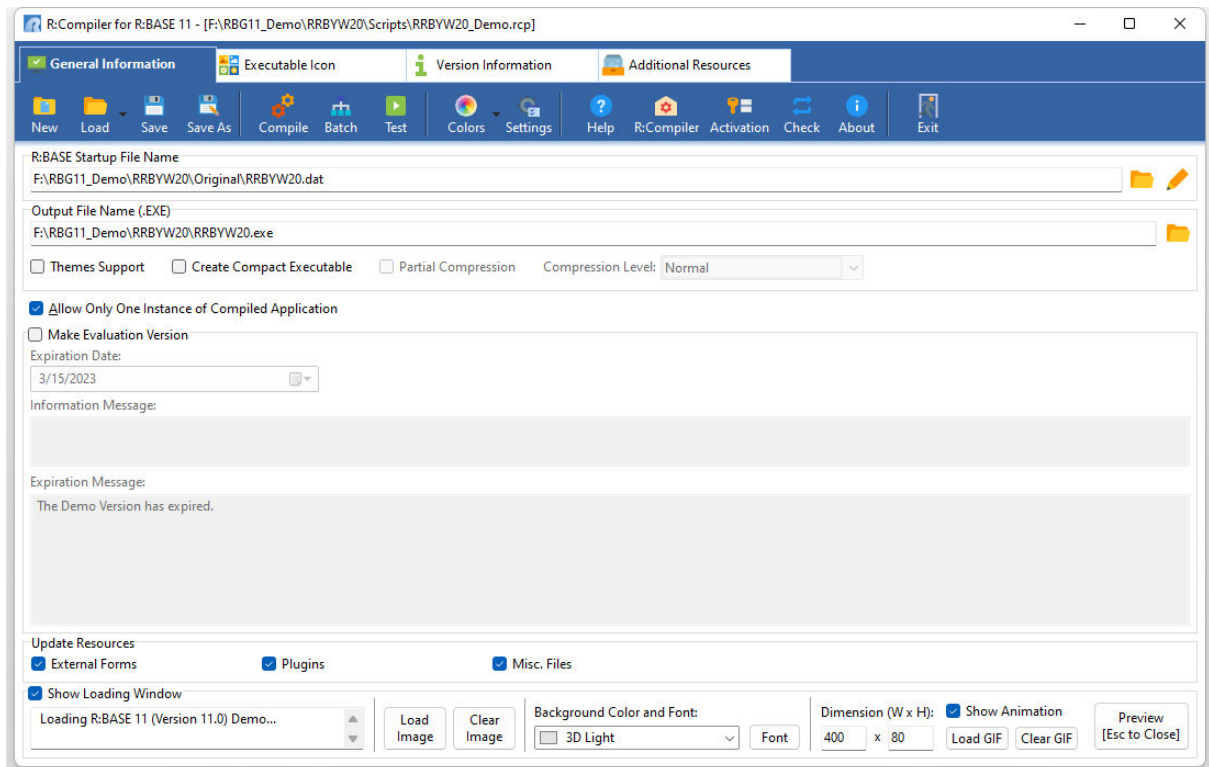 R:Compiler for R:BASE 11 - [F:\RBG11_Demo\RRBYW20\Scripts\RRBYW20_Demo.rcp]
General Information Executable Icon Version Information Additional Resources
New Load Save Save As Compile Batch Test Colors Settings Help R:Compiler Activation Check About Exit
R:BASE Startup File Name
F:\RBG11_Demo\RRBYW20\Original\RRBYW20.dat
Output File Name (.EXE)
F:\RBG11_Demo\RRBYW20\RRBYW20.exe
Themes Support Create Compact Executable Partial Compression Compression Level: Normal
Allow Only One Instance of Compiled Application
Make Evaluation Version
Expiration Date:
3/15/2023
Information Message:
Expiration Message:
The Demo Version has expired.
Update Resources
External Forms Plugins Misc. Files
Show Loading Window
Loading R:BASE 11 (Version 11.0) Demo...
Load Image
Clear Image
Background Color and Font:
3D Light Font
Dimension (W x H):
400 x 80
Show Animation
Load GIF Clear GIF
Preview
[Esc to Close]